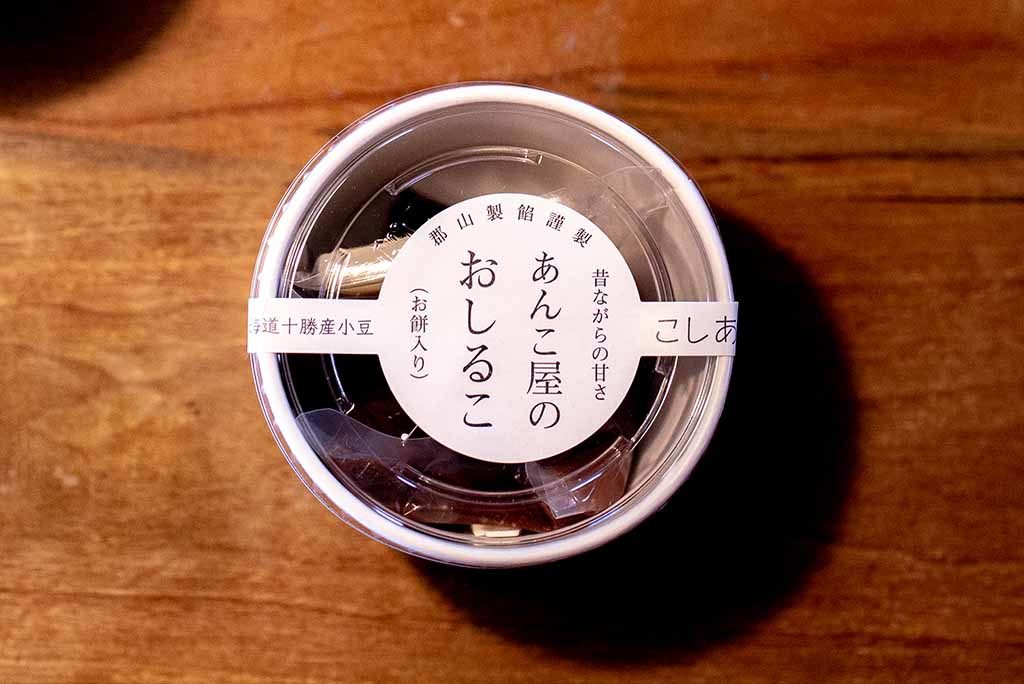 郡山製餡謹製
昔ながらの甘さ
あんこ屋の
おしるこ
(お餅入り)
海道十勝産小豆
こしあ